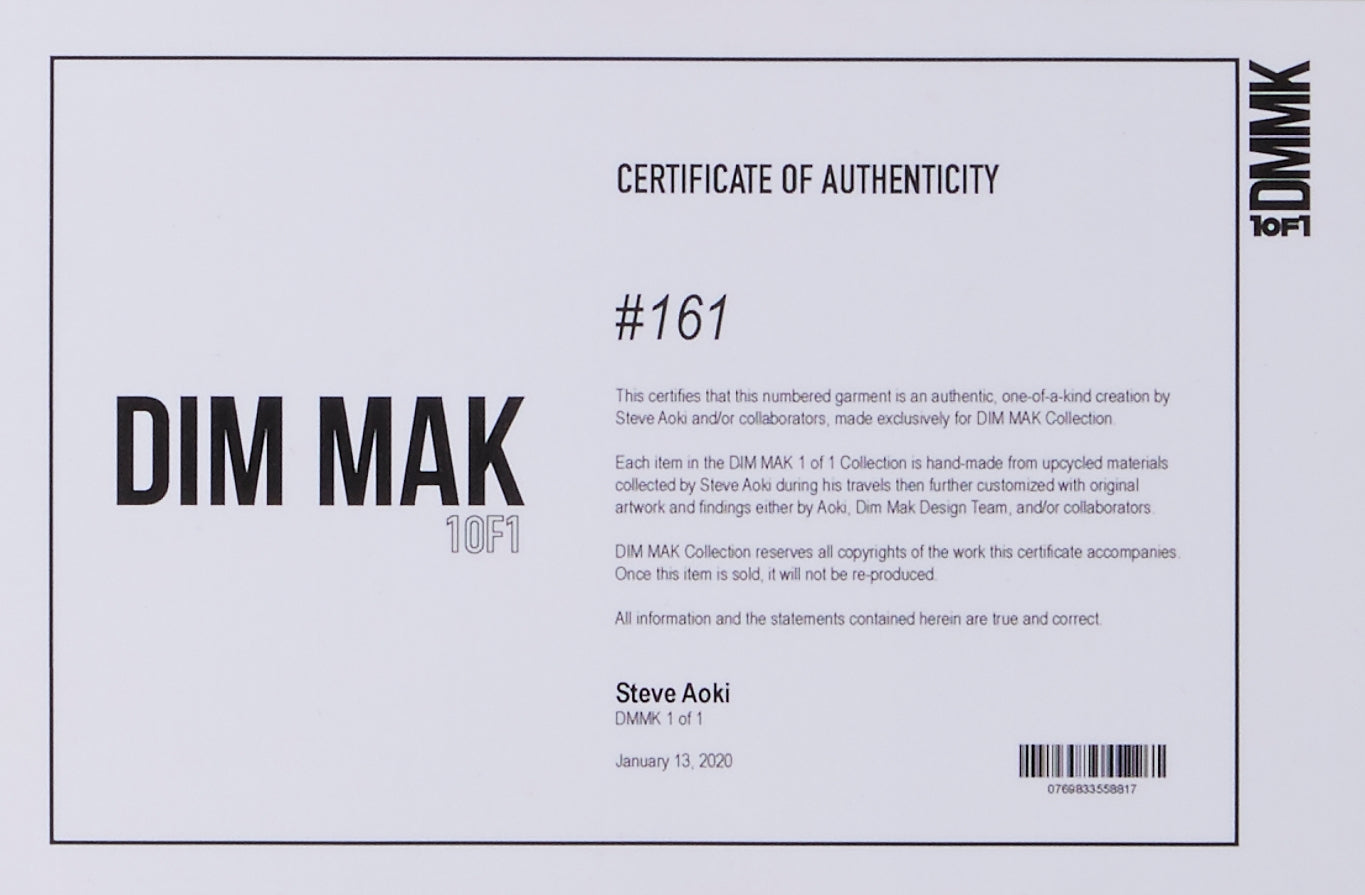 DMMK
1OF1
CERTIFICATE OF AUTHENTICITY
#161
DIM MAK
1OF1
This certifies that this numbered garment is an authentic, one-of-a-kind creation by
Steve Aoki and/or collaborators, made exclusively for DIM MAK Collection.
Each item in the DIM MAK 1 of 1 Collection is hand-made from upcycled materials
collected by Steve Aoki during his travels then further customized with original
artwork and findings either by Aoki, Dim Mak Design Team, and/or collaborators.
DIM MAK Collection reserves all copyrights of the work this certificate accompanies.
Once this item is sold, it will not be re-produced.
All information and the statements contained herein are true and correct.
Steve Aoki
DMMK 1 of 1
January 13, 2020
0769833558817